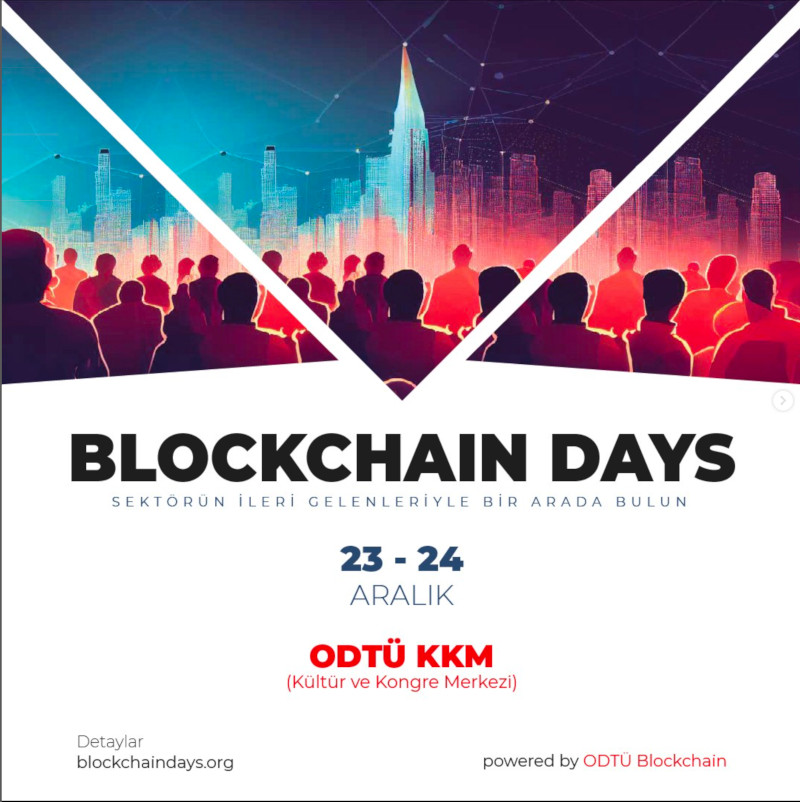 BLOCKCHAIN DAYS
SEKTÖRÜN İLERİ GELENLERİYLE BİR ARADA BULUN
23 - 24
ARALIK
ODTÜ KKM
(Kültür ve Kongre Merkezi)
Detaylar
blockchaindays.org
powered by ODTÜ Blockchain